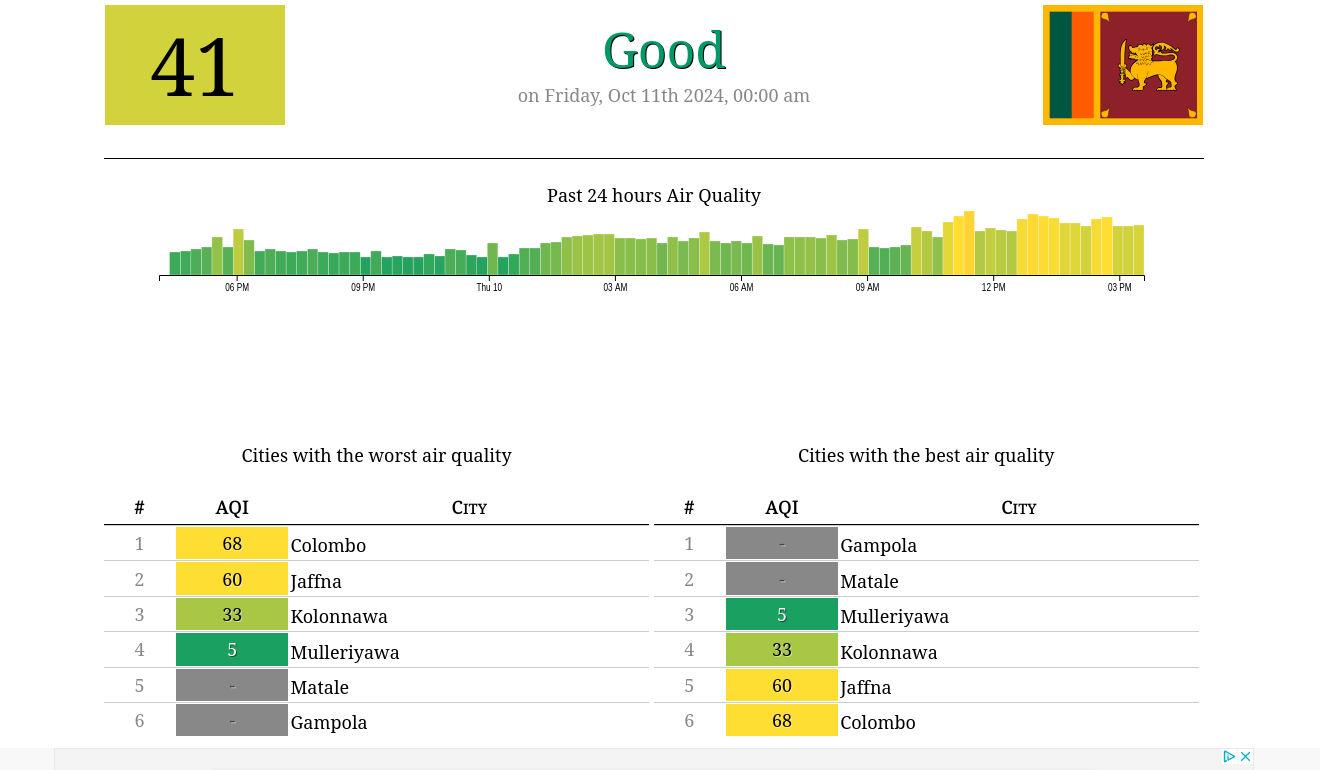 41
Good
on Friday, Oct 11th 2024, 00:00 am
Past 24 hours Air Quality
06 PM 09 PM Thu 10 03 AM 06 AM 09 AM 12 PM 03 PM
Cities with the worst air quality
# AQI City
1 68 Colombo
2 60 Jaffna
3 33 Kolonnawa
4 5 Mulleriyawa
5 - Matale
6 - Gampola
Cities with the best air quality
# AQI City
1 - Gampola
2 - Matale
3 5 Mulleriyawa
4 33 Kolonnawa
5 60 Jaffna
6 68 Colombo